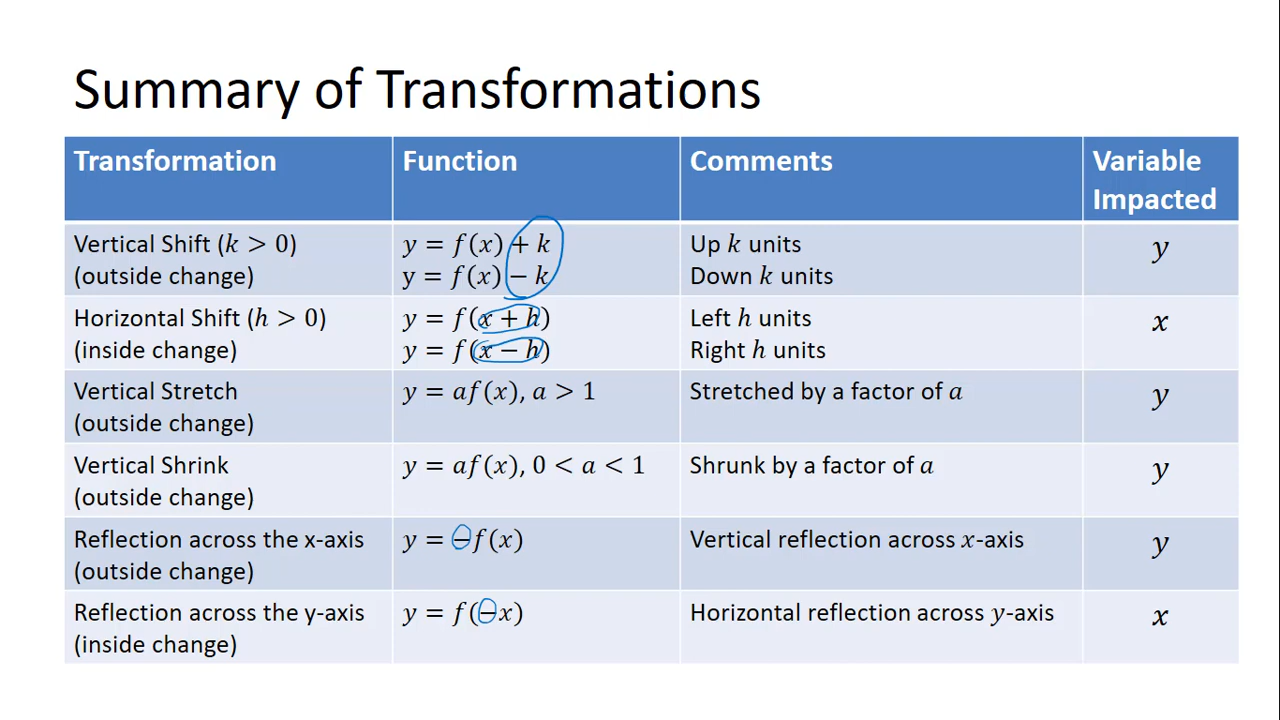 Summary of Transformations
Transformation Function Comments Variable Impacted
Vertical Shift (k > 0) y = f(x) + k Up k units y
(outside change) y = f(x) − k Down k units
Horizontal Shift (h > 0) y = f(x + h) Left h units x
(inside change) y = f(x − h) Right h units
Vertical Stretch y = af(x), a > 1 Stretched by a factor of a y
(outside change)
Vertical Shrink y = af(x), 0 < a < 1 Shrunk by a factor of a y
(outside change)
Reflection across the x-axis y = −f(x) Vertical reflection across x-axis y
(outside change)
Reflection across the y-axis y = f(−x) Horizontal reflection across y-axis x
(inside change)